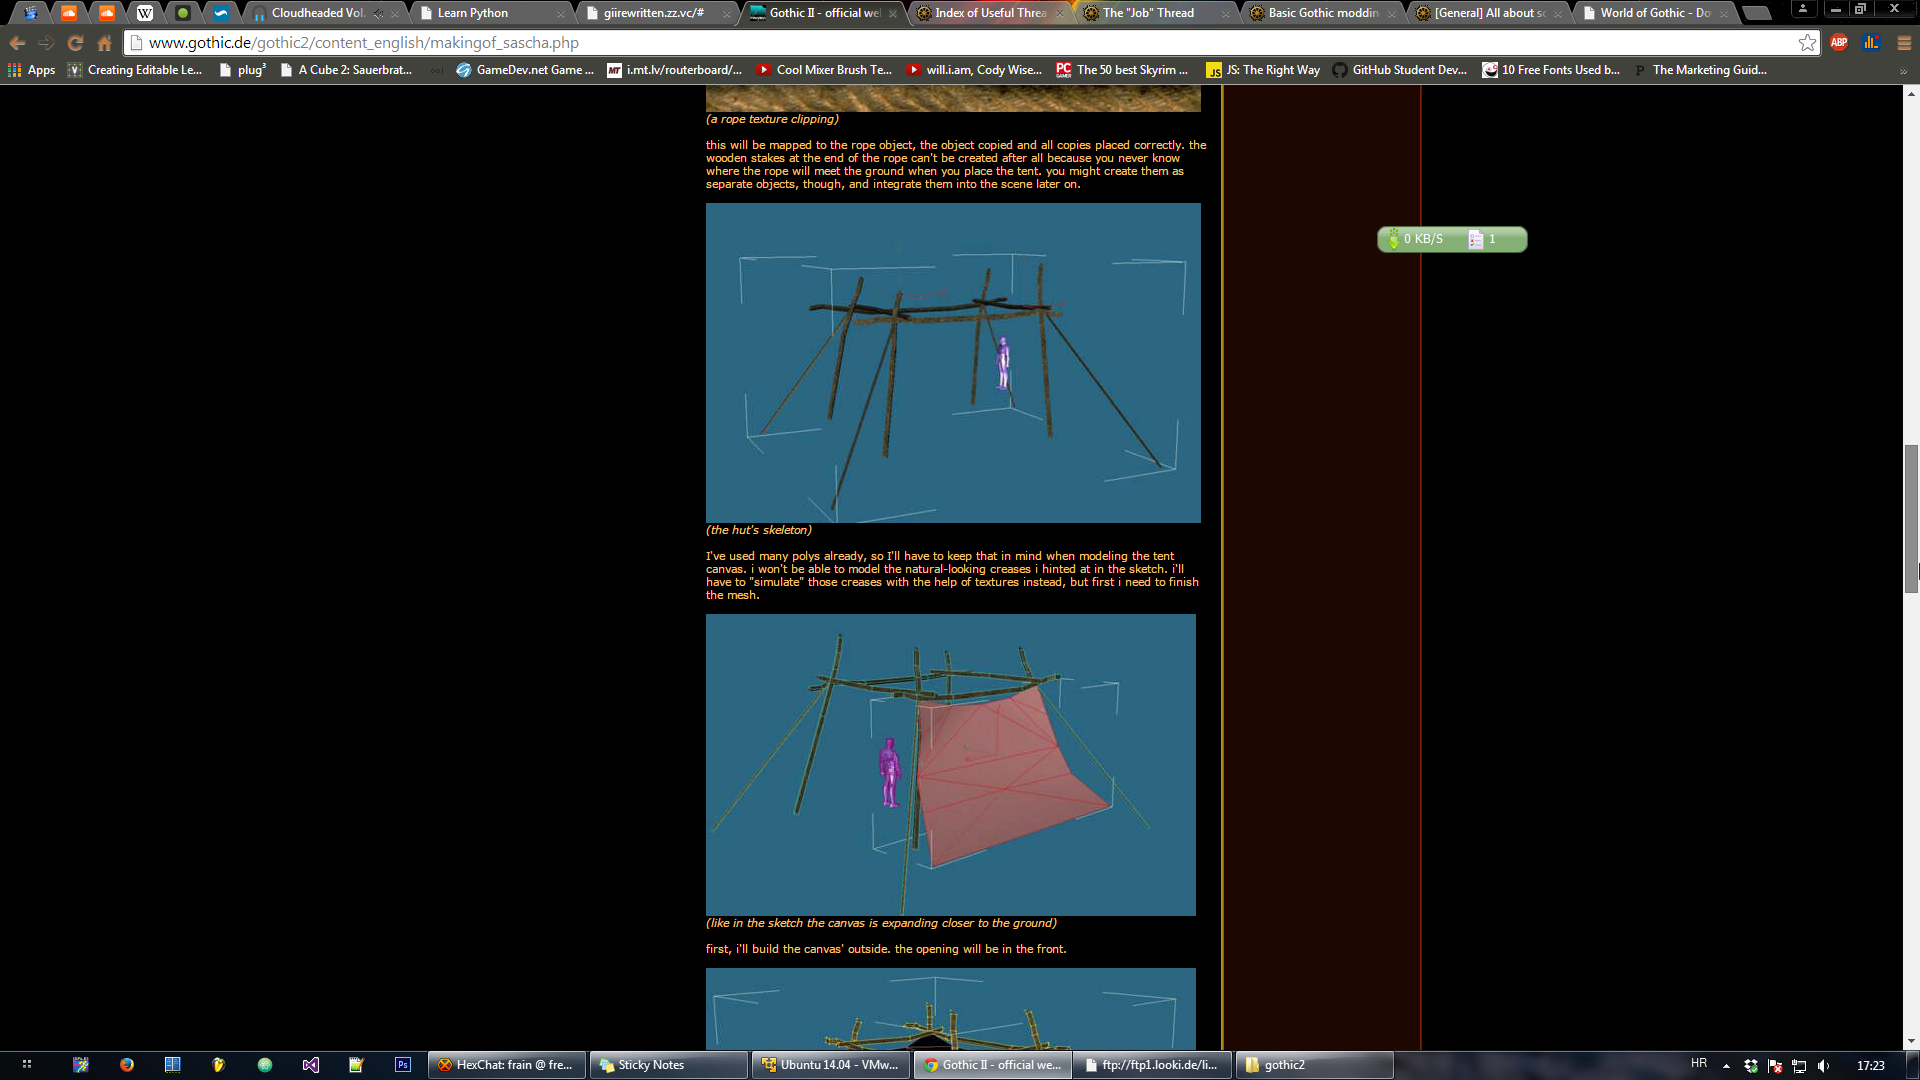 Cloudheaded Vol.
Learn Python
giirewritten.zz.vc/#
Gothic II - official we
Index of Useful Threa
The "Job" Thread
Basic Gothic moddin
[General] All about sc
World of Gothic - Do
www.gothic.de/gothic2/content_english/makingof_sascha.php
ABP
Apps
Creating Editable Le...
plug³
A Cube 2: Sauerbrat...
GameDev.net Game ...
i.mt.lv/routerboard/...
Cool Mixer Brush Te...
will.i.am, Cody Wise...
The 50 best Skyrim ...
JS: The Right Way
GitHub Student Dev...
10 Free Fonts Used b...
The Marketing Guid...
(a rope texture clipping)
this will be mapped to the rope object, the object copied and all copies placed correctly. the
wooden stakes at the end of the rope can't be created after all because you never know
where the rope will meet the ground when you place the tent. you might create them as
separate objects, though, and integrate them into the scene later on.
0 KB/S 1
(the hut's skeleton)
I've used many polys already, so I'll have to keep that in mind when modeling the tent
canvas. i won't be able to model the natural-looking creases i hinted at in the sketch. i'll
have to "simulate" those creases with the help of textures instead, but first i need to finish
the mesh.
(like in the sketch the canvas is expanding closer to the ground)
first, i'll build the canvas' outside. the opening will be in the front.
Ps
HexChat: frain @ fre...
Sticky Notes
Ubuntu 14.04 - VMw...
Gothic II - official we...
ftp://ftp1.looki.de/li...
gothic2
HR
17:23